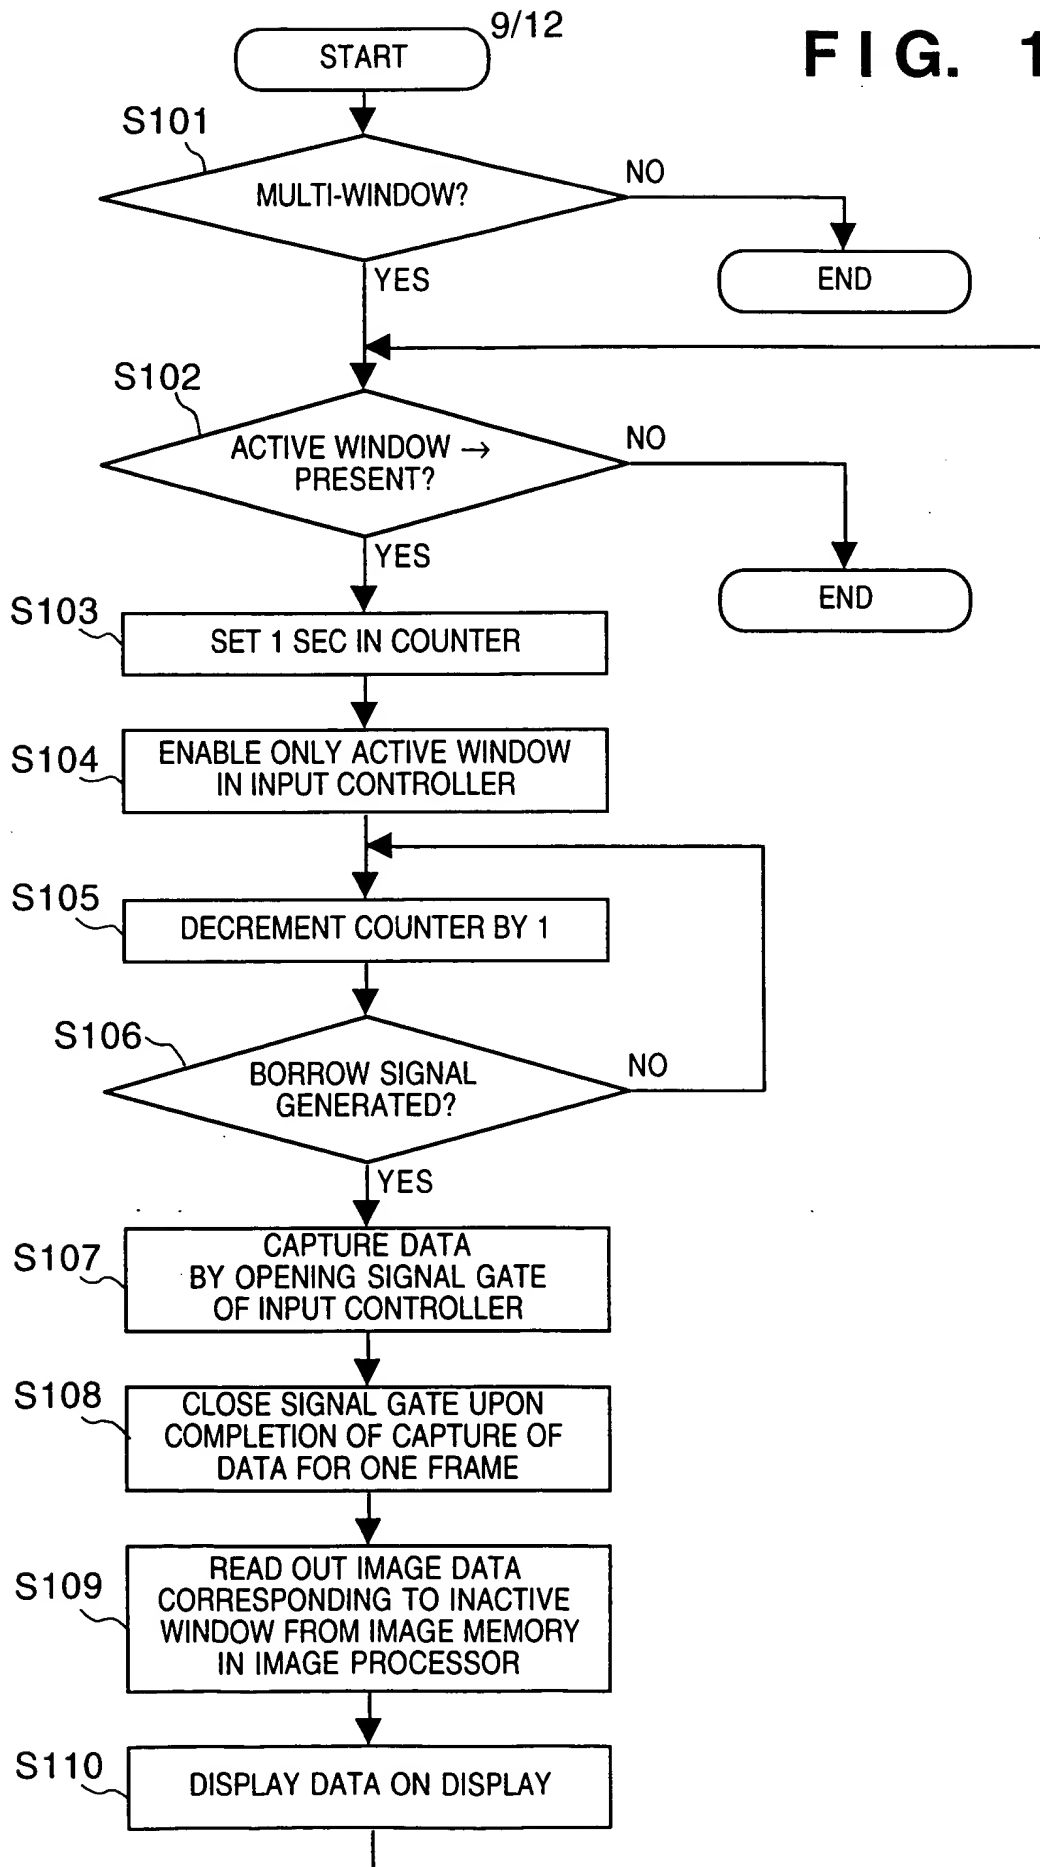 9/12
FIG. 1
START
S101
MULTI-WINDOW?
NO
END
YES
S102
ACTIVE WINDOW →
PRESENT?
NO
END
YES
S103
SET 1 SEC IN COUNTER
S104
ENABLE ONLY ACTIVE WINDOW
IN INPUT CONTROLLER
S105
DECREMENT COUNTER BY 1
S106
BORROW SIGNAL
GENERATED?
NO
YES
S107
CAPTURE DATA
BY OPENING SIGNAL GATE
OF INPUT CONTROLLER
S108
CLOSE SIGNAL GATE UPON
COMPLETION OF CAPTURE OF
DATA FOR ONE FRAME
S109
READ OUT IMAGE DATA
CORRESPONDING TO INACTIVE
WINDOW FROM IMAGE MEMORY
IN IMAGE PROCESSOR
S110
DISPLAY DATA ON DISPLAY